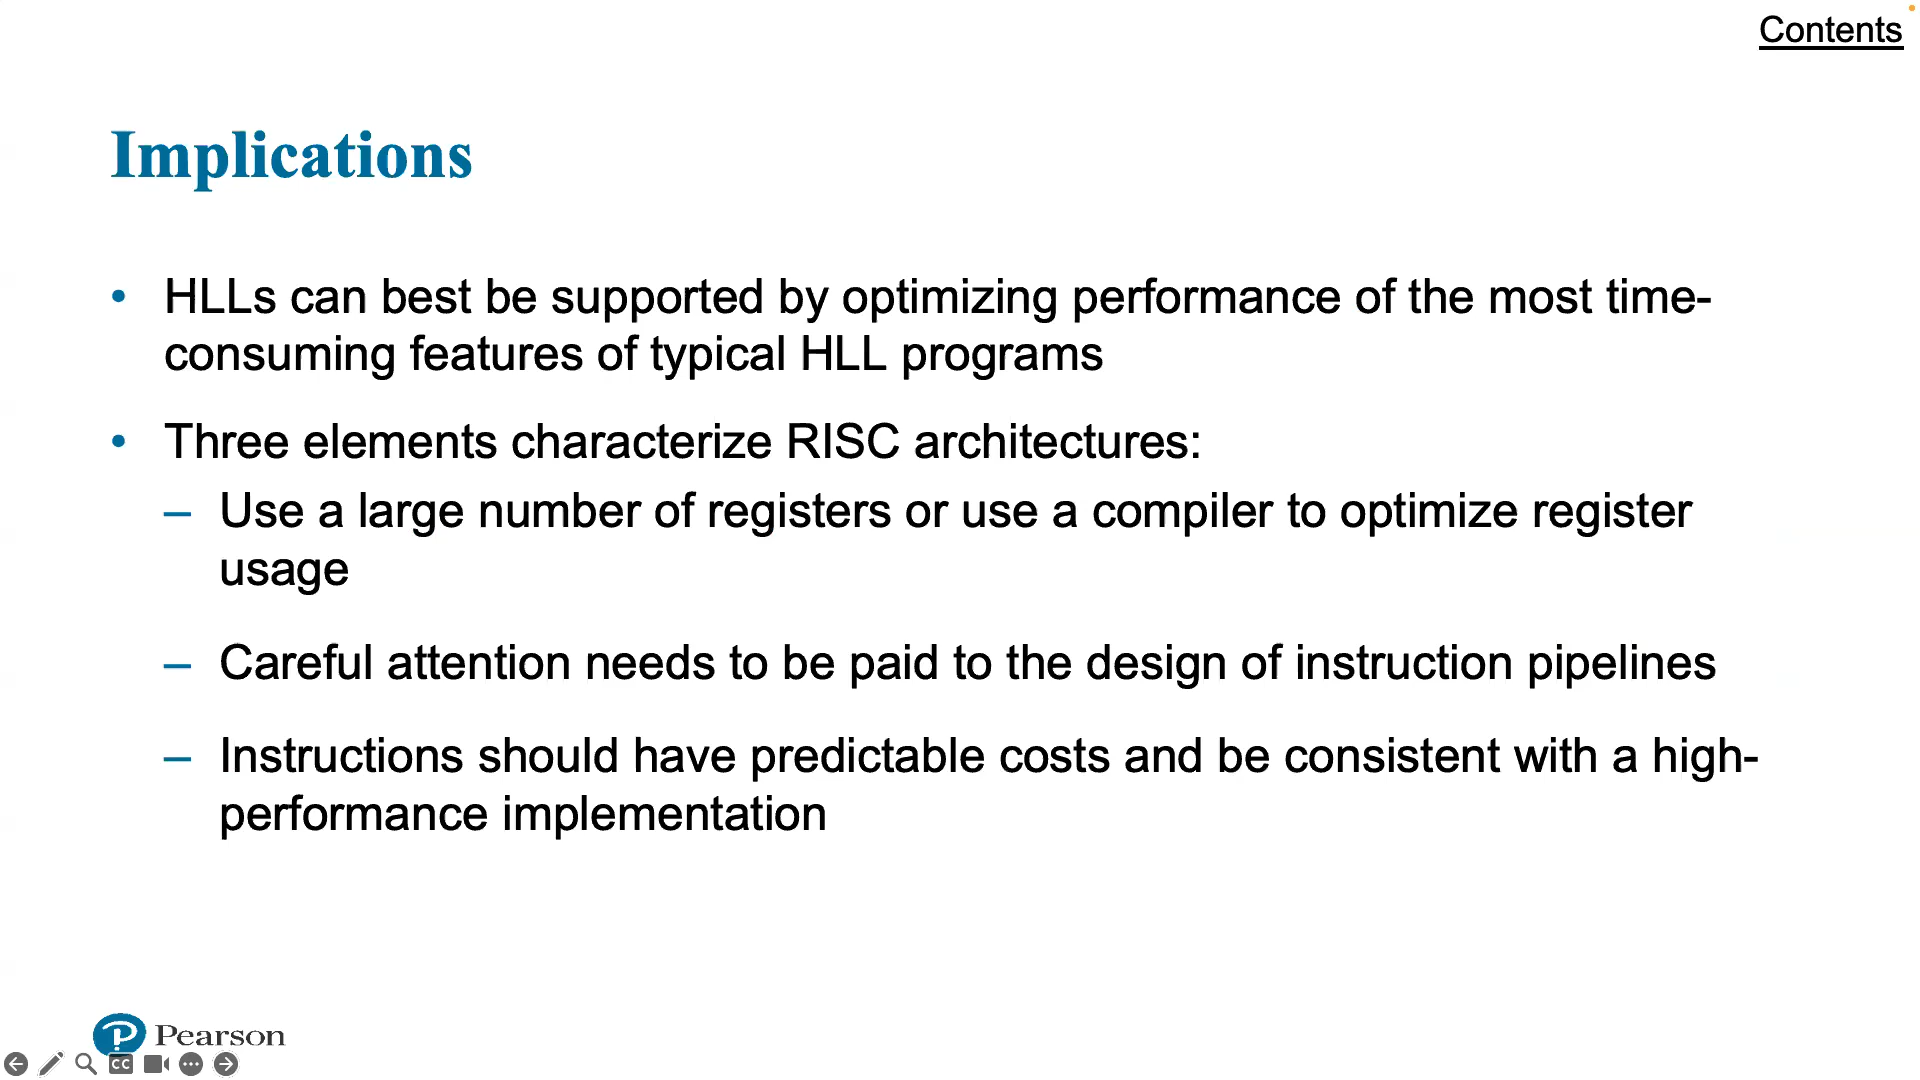 Contents
Implications
• HLLs can best be supported by optimizing performance of the most time-
consuming features of typical HLL programs
• Three elements characterize RISC architectures:
– Use a large number of registers or use a compiler to optimize register
usage
– Careful attention needs to be paid to the design of instruction pipelines
– Instructions should have predictable costs and be consistent with a high-
performance implementation
P Pearson
CC